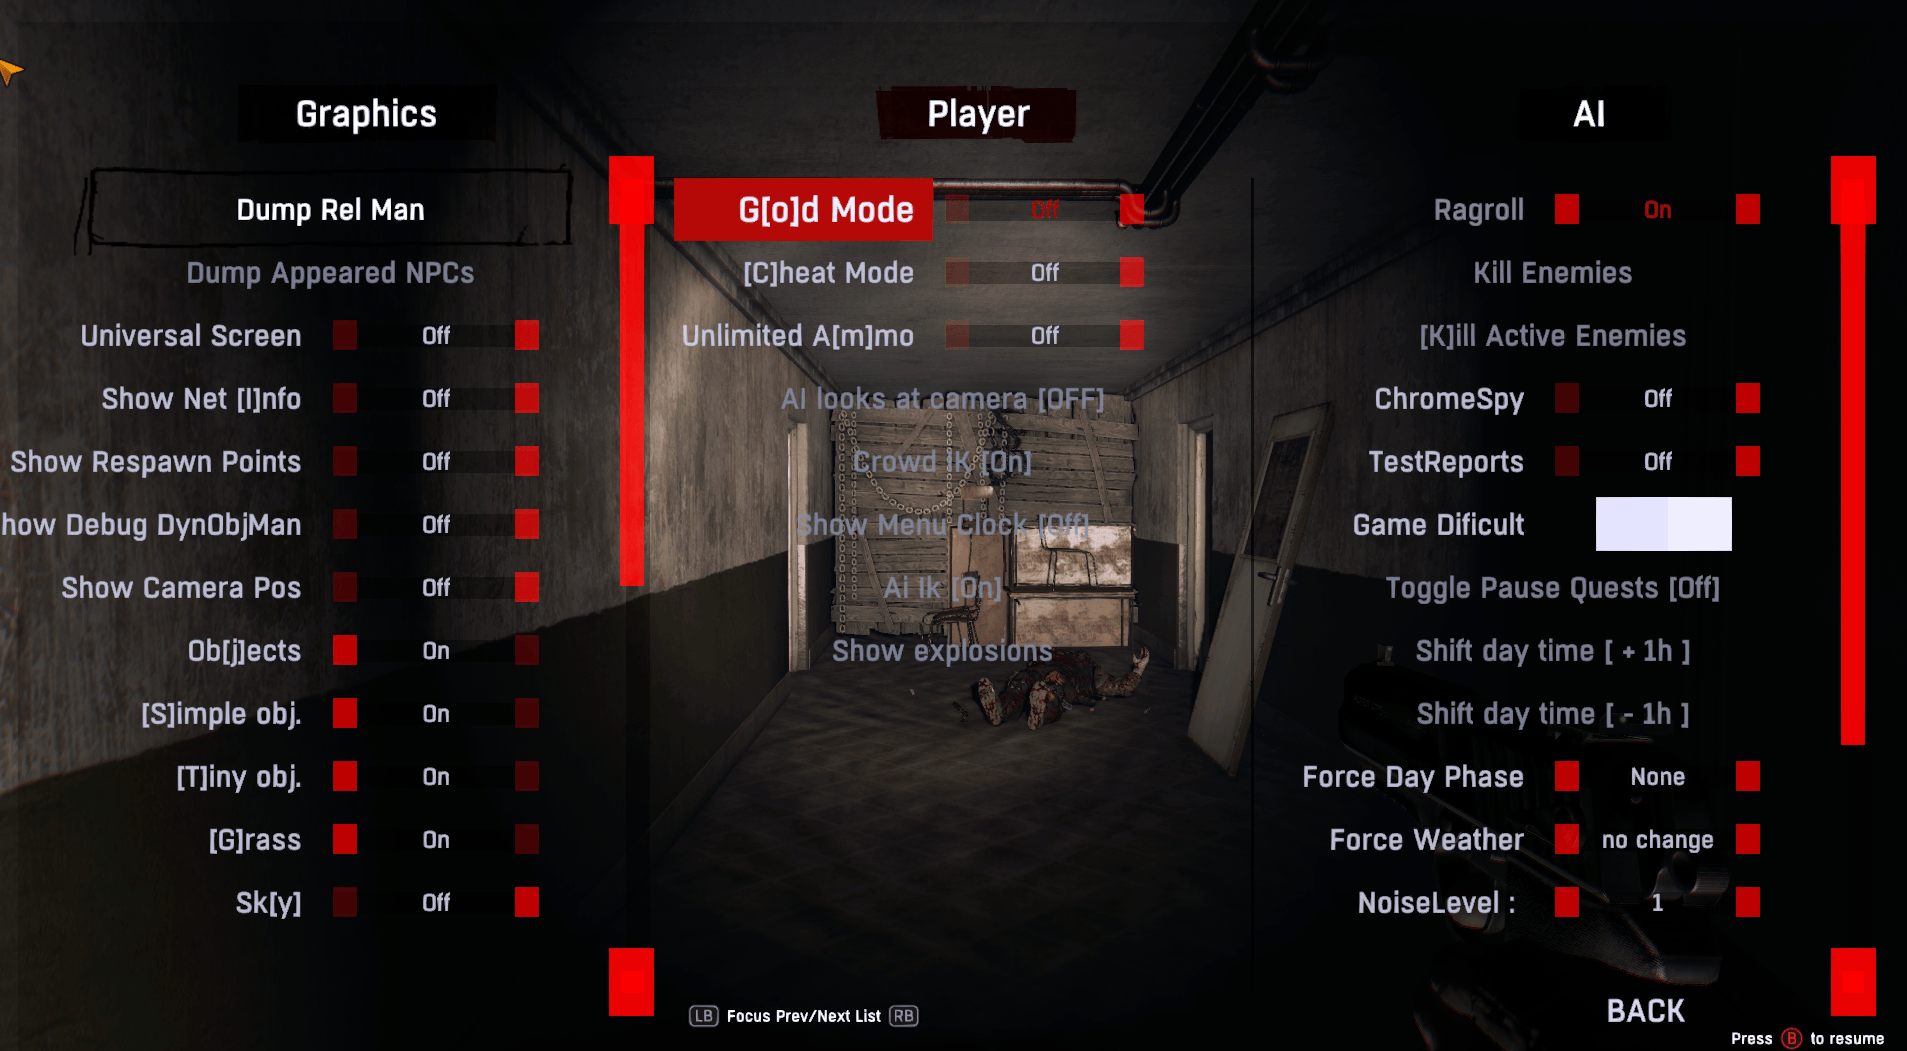 Graphics
Dump Rel Man
Dump Appeared NPCs
Universal Screen Off
Show Net [I]nfo Off
Show Respawn Points Off
how Debug DynObjMan Off
Show Camera Pos Off
Ob[j]ects On
[S]imple obj. On
[T]iny obj. On
[G]rass On
Sk[y] Off
Player
G[o]d Mode Off
[C]heat Mode Off
Unlimited A[m]mo Off
AI looks at camera [OFF]
Crowd IK [On]
Show Menu Clock [Off]
Ai Ik [On]
Show explosions
LB Focus Prev/Next List RB
AI
Ragroll On
Kill Enemies
[K]ill Active Enemies
ChromeSpy Off
TestReports Off
Game Dificult
Toggle Pause Quests [Off]
Shift day time [ + 1h ]
Shift day time [ - 1h ]
Force Day Phase None
Force Weather no change
NoiseLevel : 1
BACK
Press B to resume